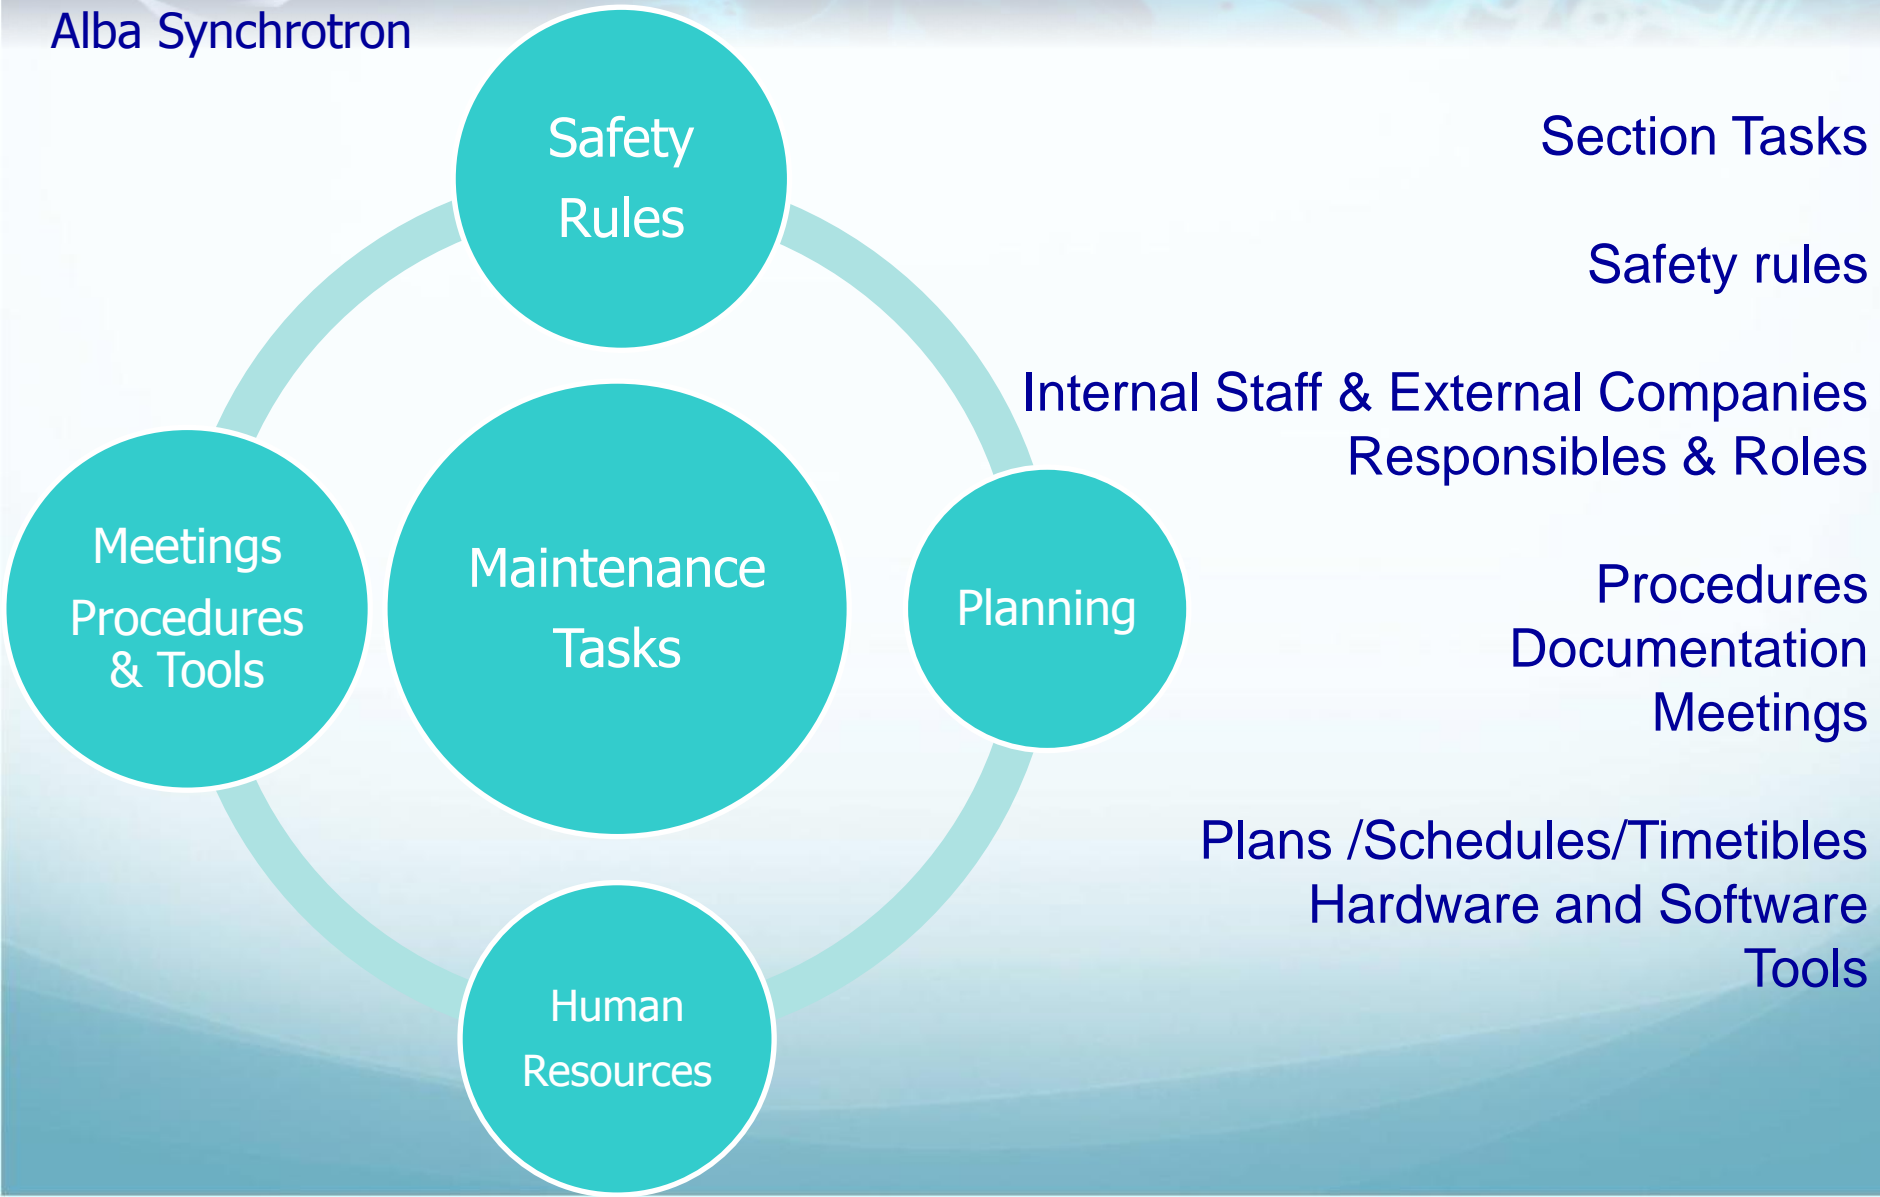 Alba Synchrotron
Safety
Rules
Meetings
Procedures
& Tools
Maintenance
Tasks
Planning
Human
Resources
Section Tasks
Safety rules
Internal Staff & External Companies
Responsibles & Roles
Procedures
Documentation
Meetings
Plans /Schedules/Timetibles
Hardware and Software
Tools